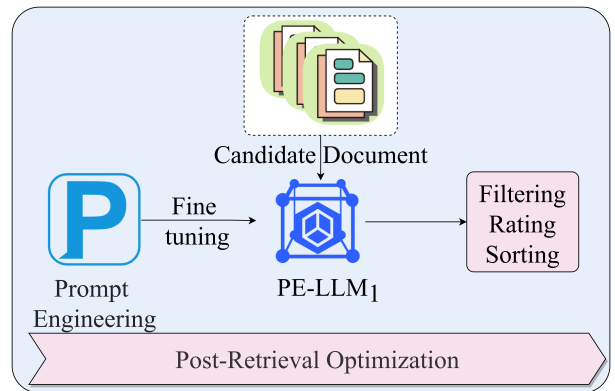 Candidate Document
P
Fine
tuning
Filtering
Rating
Sorting
Prompt
Engineering
PE-LLM1
Post-Retrieval Optimization